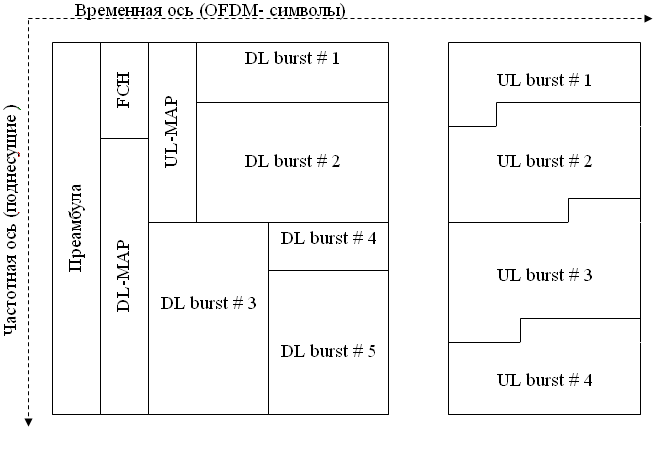 Временная ось (OFDM- символы)
Частотная ось (поднесущие )
Преамбула
FCH
DL-MAP
UL-MAP
DL burst # 1
DL burst # 2
DL burst # 3
DL burst # 4
DL burst # 5
UL burst # 1
UL burst # 2
UL burst # 3
UL burst # 4